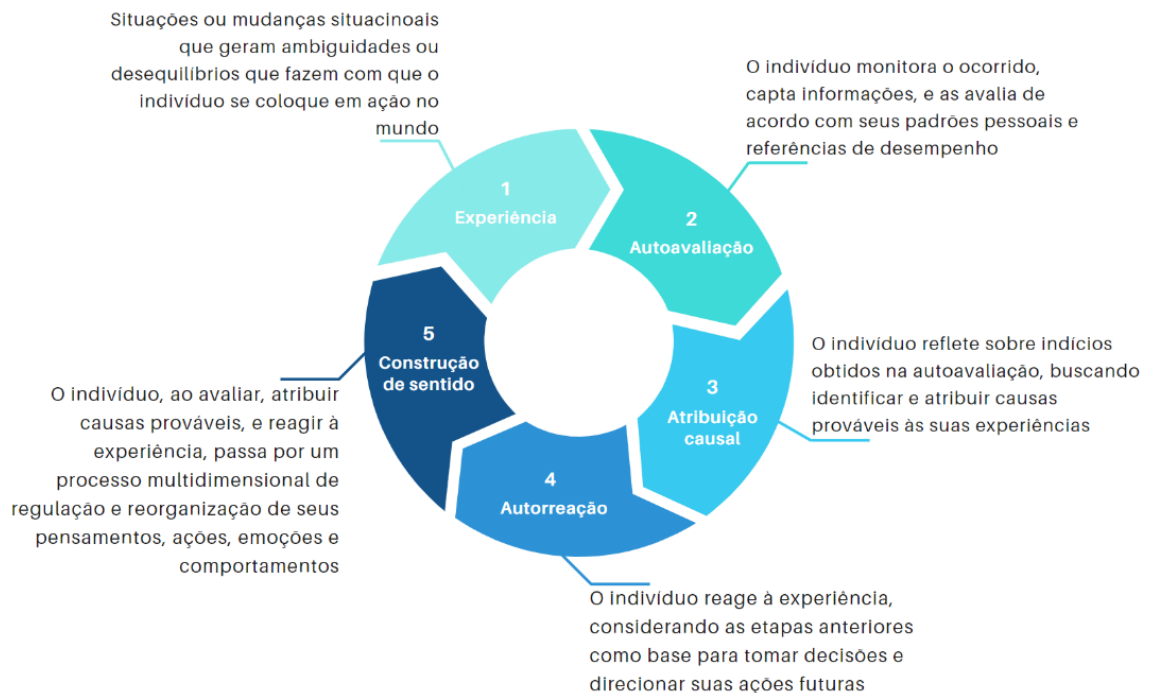 Situações ou mudanças situacinoais
que geram ambiguidades ou
desequilíbrios que fazem com que o
indivíduo se coloque em ação no
mundo
1
Experiência
O indivíduo monitora o ocorrido,
capta informações, e as avalia de
acordo com seus padrões pessoais e
referências de desempenho
2
Autoavaliação
O indivíduo reflete sobre indícios
obtidos na autoavaliação, buscando
identificar e atribuir causas
prováveis às suas experiências
3
Atribuição
causal
4
Autorreação
O indivíduo reage à experiência,
considerando as etapas anteriores
como base para tomar decisões e
direcionar suas ações futuras
5
Construção
de sentido
O indivíduo, ao avaliar, atribuir
causas prováveis, e reagir à
experiência, passa por um
processo multidimensional de
regulação e reorganização de seus
pensamentos, ações, emoções e
comportamentos